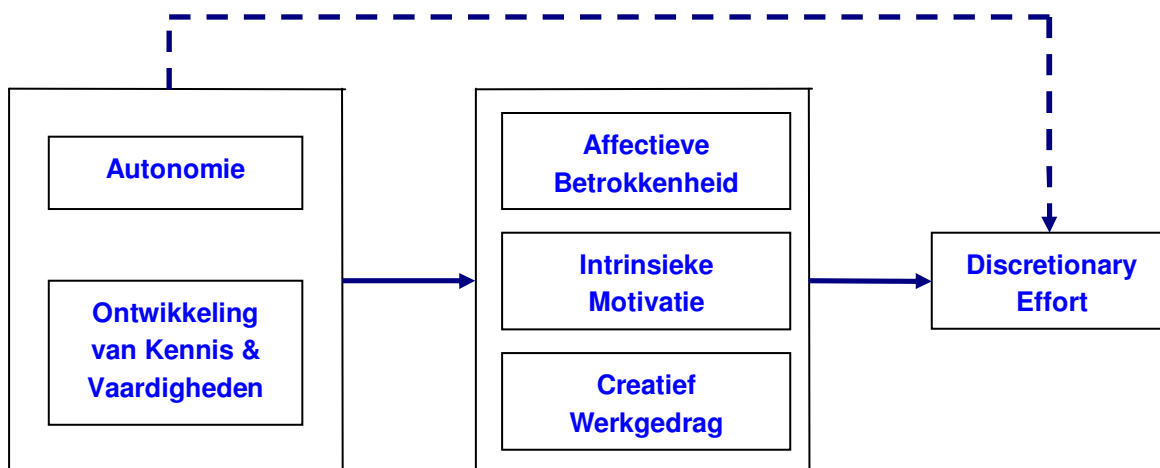 Autonomie
Ontwikkeling
van Kennis &
Vaardigheden
Affectieve
Betrokkenheid
Intrinsieke
Motivatie
Creatief
Werkgedrag
Discretionary
Effort